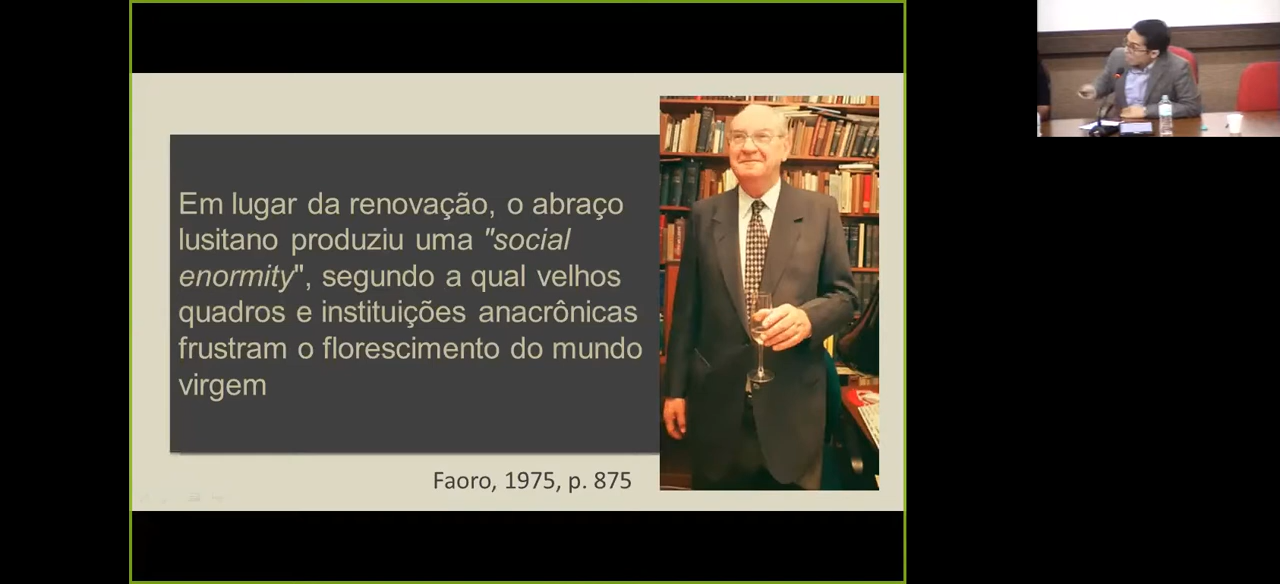 Em lugar da renovação, o abraço
lusitano produziu uma "social
enormity", segundo a qual velhos
quadros e instituições anacrônicas
frustram o florescimento do mundo
virgem
Faoro, 1975, p. 875